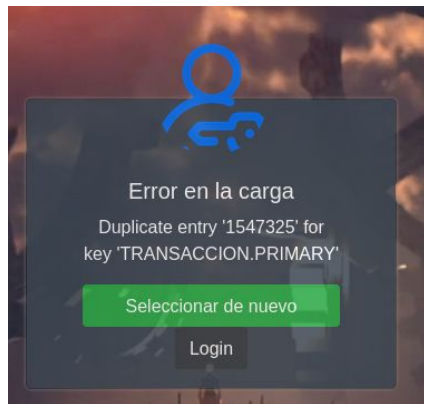 Error en la carga
Duplicate entry '1547325' for
key 'TRANSACCION.PRIMARY'
Seleccionar de nuevo
Login